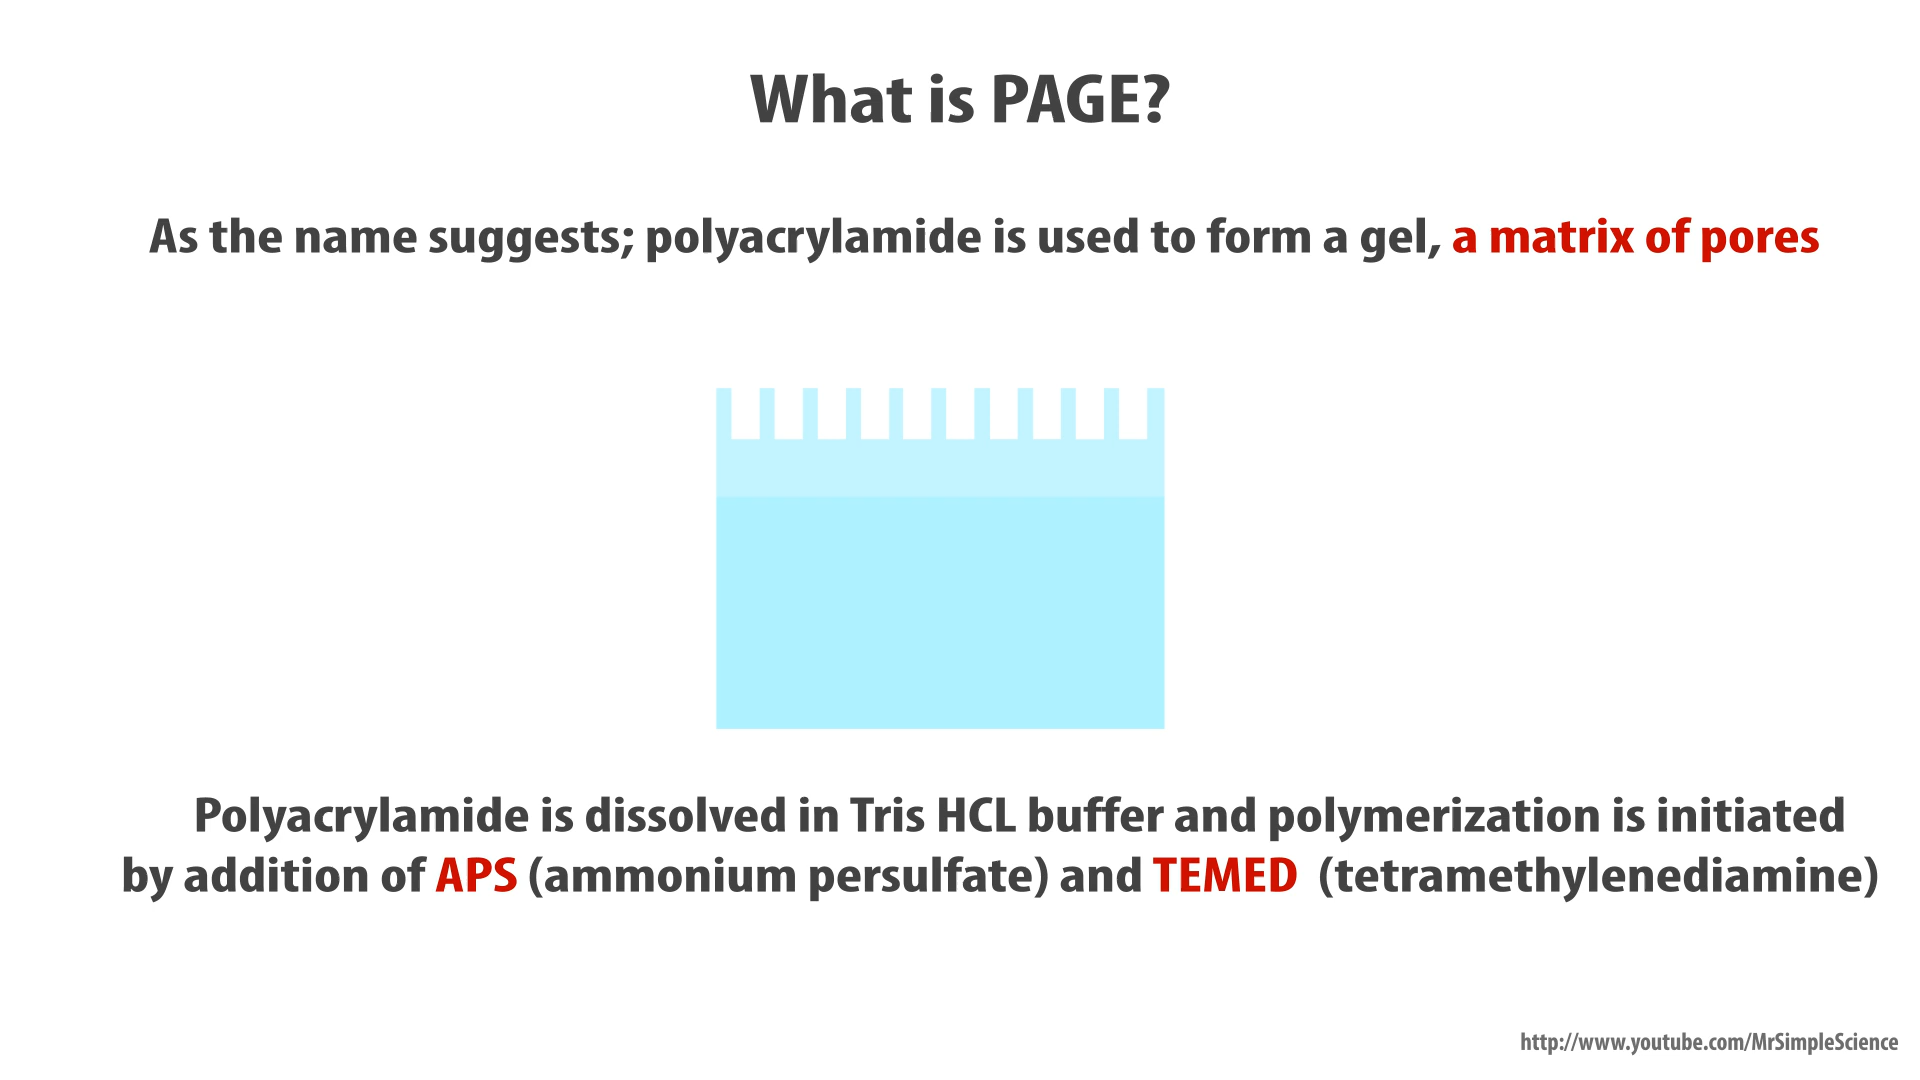 What is PAGE?
As the name suggests; polyacrylamide is used to form a gel, a matrix of pores
Polyacrylamide is dissolved in Tris HCL buffer and polymerization is initiated
by addition of APS (ammonium persulfate) and TEMED (tetramethylenediamine)
http://www.youtube.com/MrSimpleScience